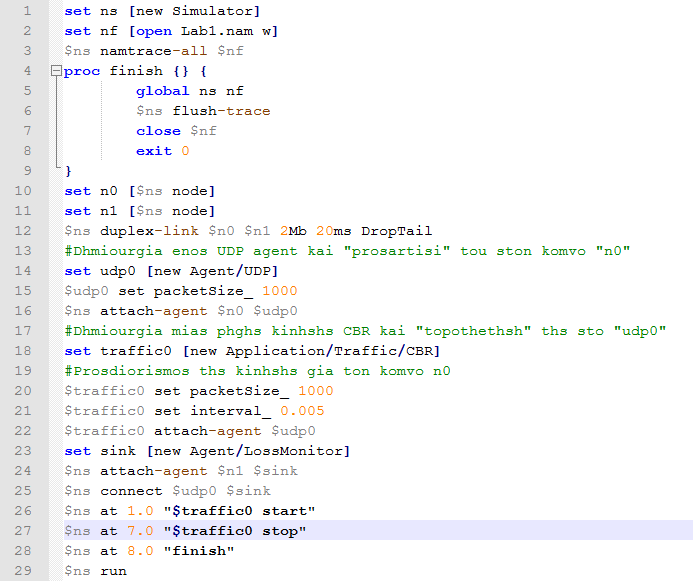 1 set ns [new Simulator]
2 set nf [open Lab1.nam w]
3 $ns namtrace-all $nf
4 proc finish {} {
5 global ns nf
6 $ns flush-trace
7 close $nf
8 exit 0
9 }
10 set n0 [$ns node]
11 set n1 [$ns node]
12 $ns duplex-link $n0 $n1 2Mb 20ms DropTail
13 #Dhmiourgia enos UDP agent kai "prosartisi" tou ston komvo "n0"
14 set udp0 [new Agent/UDP]
15 $udp0 set packetSize_ 1000
16 $ns attach-agent $n0 $udp0
17 #Dhmiourgia mias phghs kinhshs CBR kai "topothethsh" ths sto "udp0"
18 set traffic0 [new Application/Traffic/CBR]
19 #Prosdiorismos ths kinhshs gia ton komvo n0
20 $traffic0 set packetSize_ 1000
21 $traffic0 set interval_ 0.005
22 $traffic0 attach-agent $udp0
23 set sink [new Agent/LossMonitor]
24 $ns attach-agent $n1 $sink
25 $ns connect $udp0 $sink
26 $ns at 1.0 "$traffic0 start"
27 $ns at 7.0 "$traffic0 stop"
28 $ns at 8.0 "finish"
29 $ns run